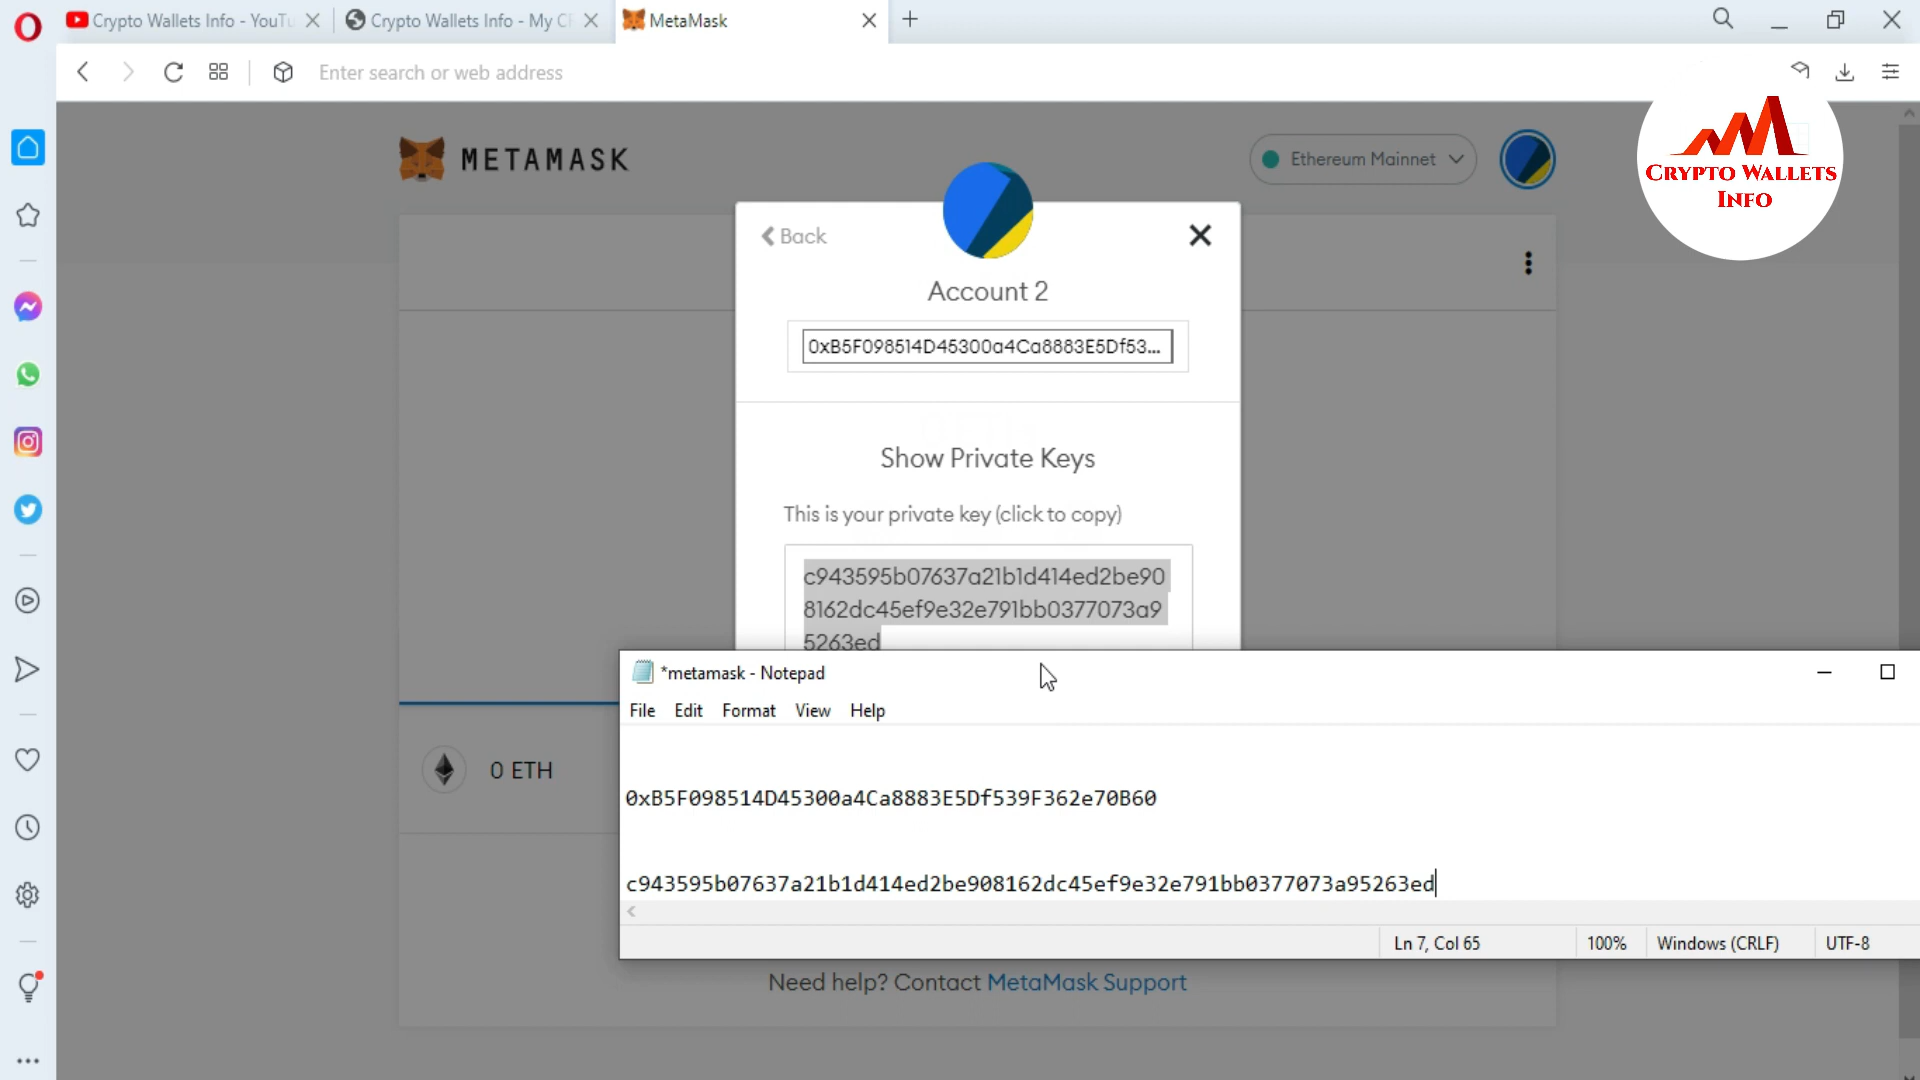 Crypto Wallets Info - YouTu
Crypto Wallets Info - My C
MetaMask
Enter search or web address
METAMASK
Ethereum Mainnet
CRYPTO WALLETS
INFO
Back
Account 2
0xB5F098514D45300a4Ca8883E5Df53...
Show Private Keys
This is your private key (click to copy)
c943595b07637a21b1d414ed2be90
8162dc45ef9e32e791bb0377073a9
5263ed
*metamask - Notepad
File Edit Format View Help
0xB5F098514D45300a4Ca8883E5Df539F362e70B60
c943595b07637a21b1d414ed2be908162dc45ef9e32e791bb0377073a95263ed
Ln 7, Col 65
100%
Windows (CRLF)
UTF-8
0 ETH
Need help? Contact MetaMask Support